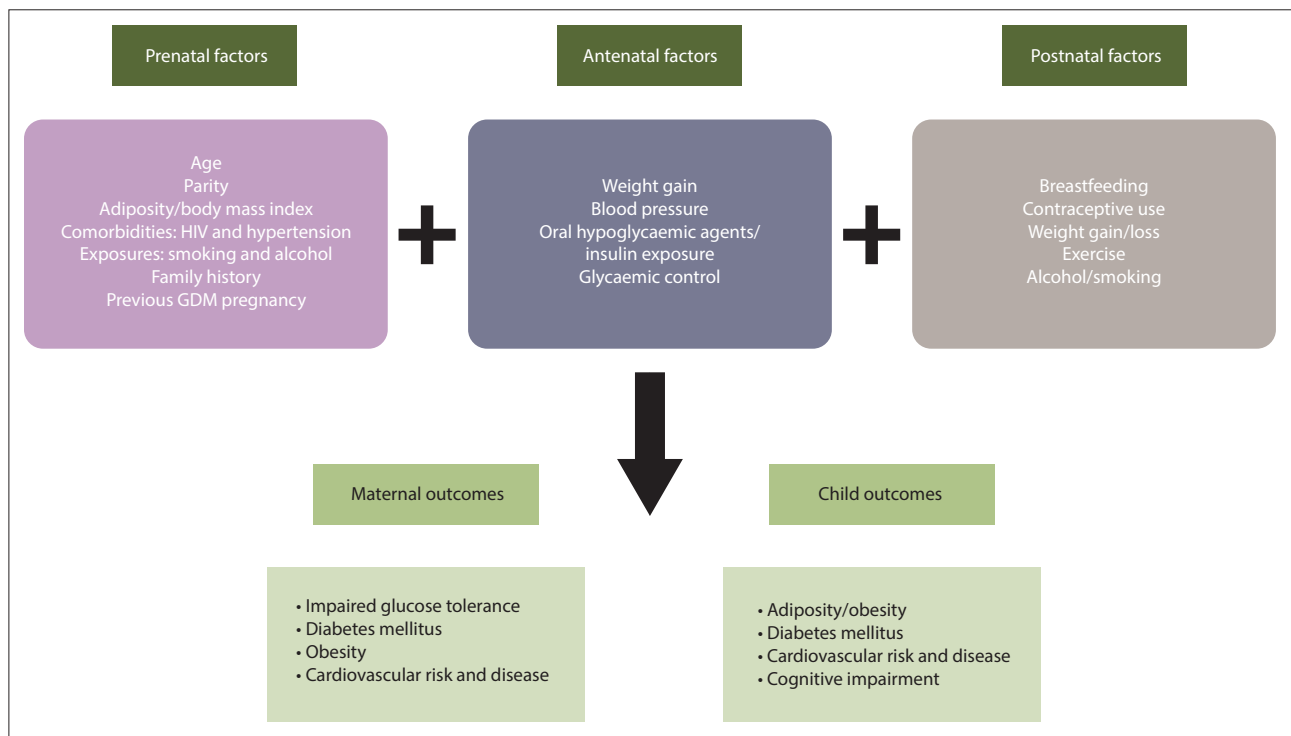 Prenatal factors
Antenatal factors
Postnatal factors
Age
Parity
Adiposity/body mass index
Comorbidities: HIV and hypertension
Exposures: smoking and alcohol
Family history
Previous GDM pregnancy
Weight gain
Blood pressure
Oral hypoglycaemic agents/
insulin exposure
Glycaemic control
Breastfeeding
Contraceptive use
Weight gain/loss
Exercise
Alcohol/smoking
Maternal outcomes
Child outcomes
• Impaired glucose tolerance
• Diabetes mellitus
• Obesity
• Cardiovascular risk and disease
• Adiposity/obesity
• Diabetes mellitus
• Cardiovascular risk and disease
• Cognitive impairment